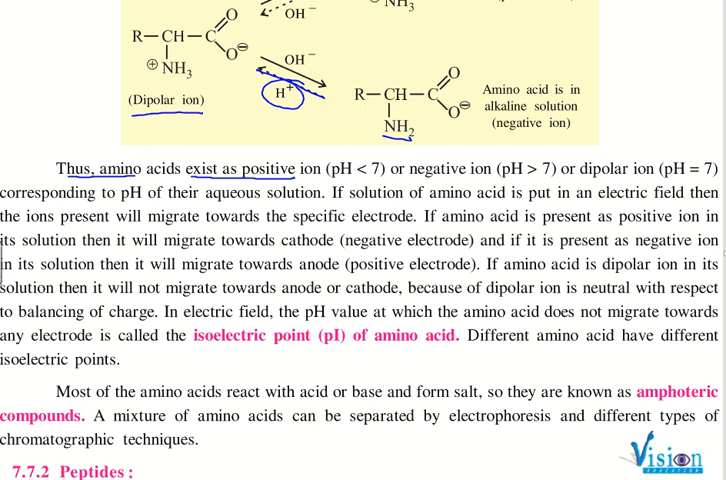 OH⁻
⊕ NH₃
R—CH—C
O
O⊖
⊕ NH₃
(Dipolar ion)
OH⁻
H⁺
R—CH—C
O
O⊖
NH₂
Amino acid is in
alkaline solution
(negative ion)
Thus, amino acids exist as positive ion (pH < 7) or negative ion (pH > 7) or dipolar ion (pH = 7)
corresponding to pH of their aqueous solution. If solution of amino acid is put in an electric field then
the ions present will migrate towards the specific electrode. If amino acid is present as positive ion in
its solution then it will migrate towards cathode (negative electrode) and if it is present as negative ion
in its solution then it will migrate towards anode (positive electrode). If amino acid is dipolar ion in its
solution then it will not migrate towards anode or cathode, because of dipolar ion is neutral with respect
to balancing of charge. In electric field, the pH value at which the amino acid does not migrate towards
any electrode is called the isoelectric point (pI) of amino acid. Different amino acid have different
isoelectric points.
Most of the amino acids react with acid or base and form salt, so they are known as amphoteric
compounds. A mixture of amino acids can be separated by electrophoresis and different types of
chromatographic techniques.
Vision
EDUCATION
7.7.2 Peptides :